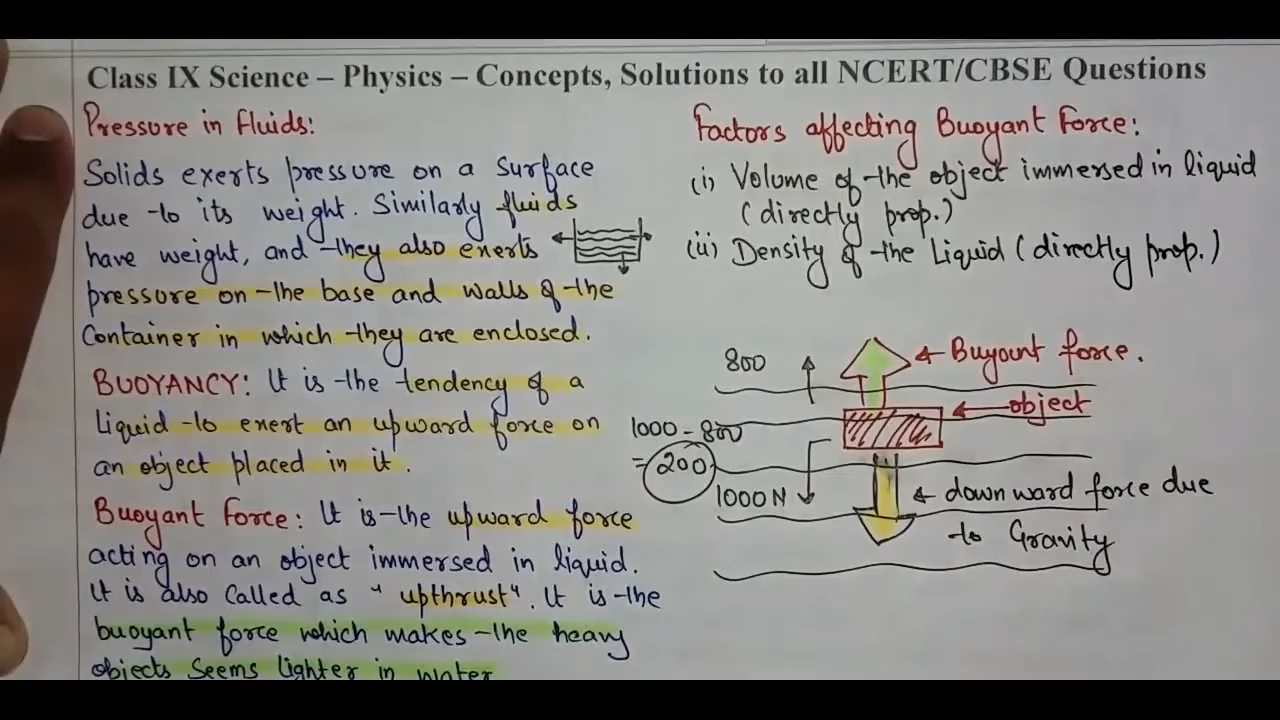 Class IX Science – Physics – Concepts, Solutions to all NCERT/CBSE Questions
Pressure in Fluids:
Solids exerts pressure on a surface
due to its weight. Similarly fluids
have weight, and they also exerts
pressure on the base and walls of the
Container in which they are enclosed.
BUOYANCY: It is the tendency of a
Liquid to exert an upward force on
an object placed in it.
Buoyant Force: It is the upward force
acting on an object immersed in liquid.
It is also called as "upthrust". It is the
buoyant force which makes the heavy
objects seems lighter in water
Factors affecting Buoyant Force:
(i) Volume of the object immersed in liquid
(directly prop.)
(ii) Density of the Liquid (directly prop.)
800
Buyount force.
object
1000 - 800
= 200
1000 N
downward force due
to Gravity